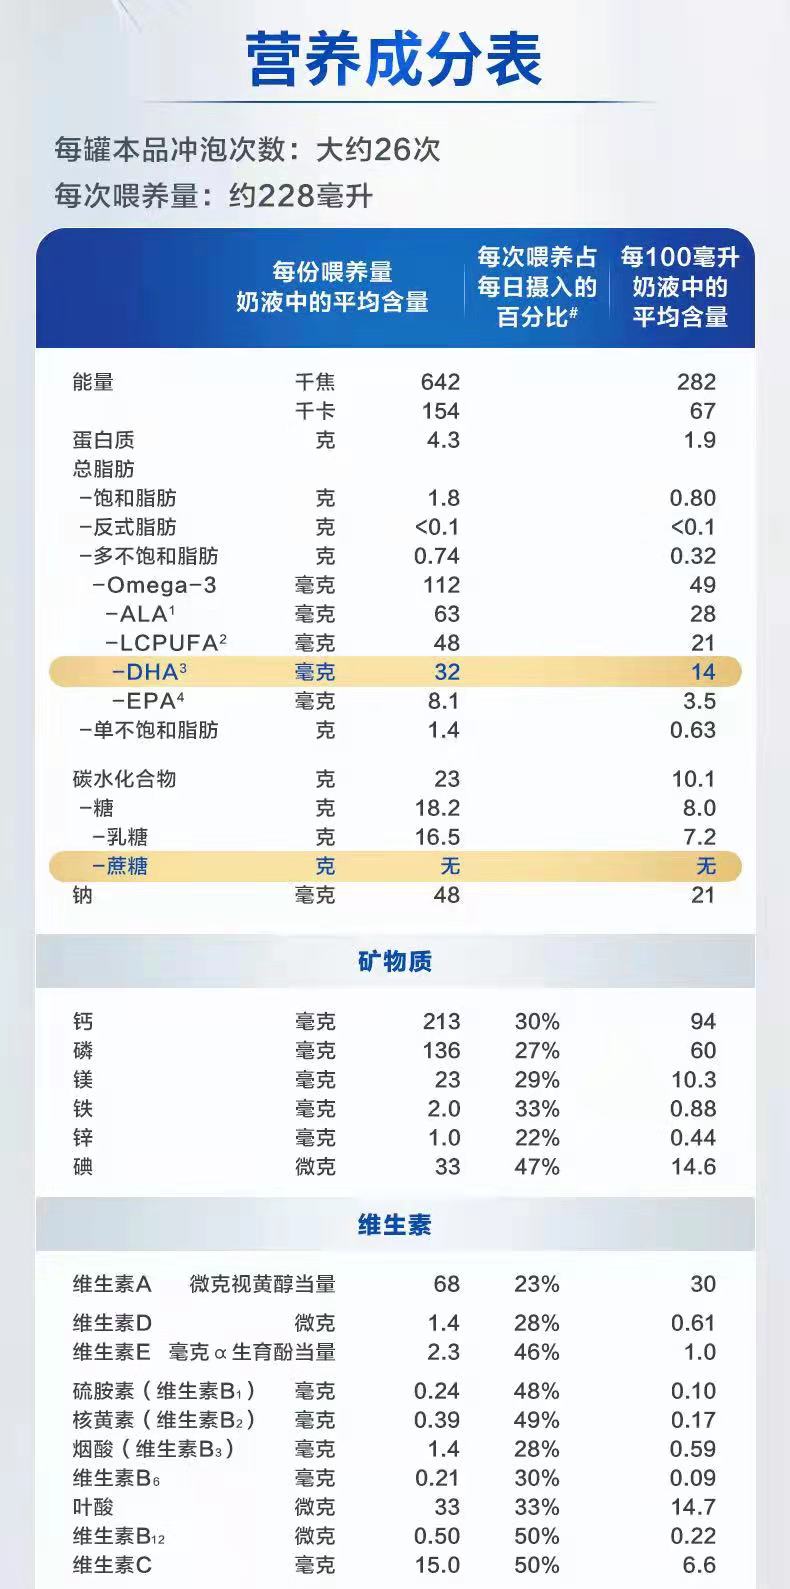 营养成分表
每罐本品冲泡次数：大约26次
每次喂养量：约228毫升
每份喂养量
奶液中的平均含量
每次喂养占
每日摄入的
百分比#
每100毫升
奶液中的
平均含量
能量 千焦 642 282
千卡 154 67
蛋白质 克 4.3 1.9
总脂肪
-饱和脂肪 克 1.8 0.80
-反式脂肪 克 <0.1 <0.1
-多不饱和脂肪 克 0.74 0.32
-Omega-3 毫克 112 49
-ALA¹ 毫克 63 28
-LCPUFA² 毫克 48 21
-DHA³ 毫克 32 14
-EPA⁴ 毫克 8.1 3.5
-单不饱和脂肪 克 1.4 0.63
碳水化合物 克 23 10.1
-糖 克 18.2 8.0
-乳糖 克 16.5 7.2
-蔗糖 克 无 无
钠 毫克 48 21
矿物质
钙 毫克 213 30% 94
磷 毫克 136 27% 60
镁 毫克 23 29% 10.3
铁 毫克 2.0 33% 0.88
锌 毫克 1.0 22% 0.44
碘 微克 33 47% 14.6
维生素
维生素A 微克视黄醇当量 68 23% 30
维生素D 微克 1.4 28% 0.61
维生素E 毫克α生育酚当量 2.3 46% 1.0
硫胺素（维生素B₁） 毫克 0.24 48% 0.10
核黄素（维生素B₂） 毫克 0.39 49% 0.17
烟酸（维生素B₃） 毫克 1.4 28% 0.59
维生素B₆ 毫克 0.21 30% 0.09
叶酸 微克 33 33% 14.7
维生素B₁₂ 微克 0.50 50% 0.22
维生素C 毫克 15.0 50% 6.6